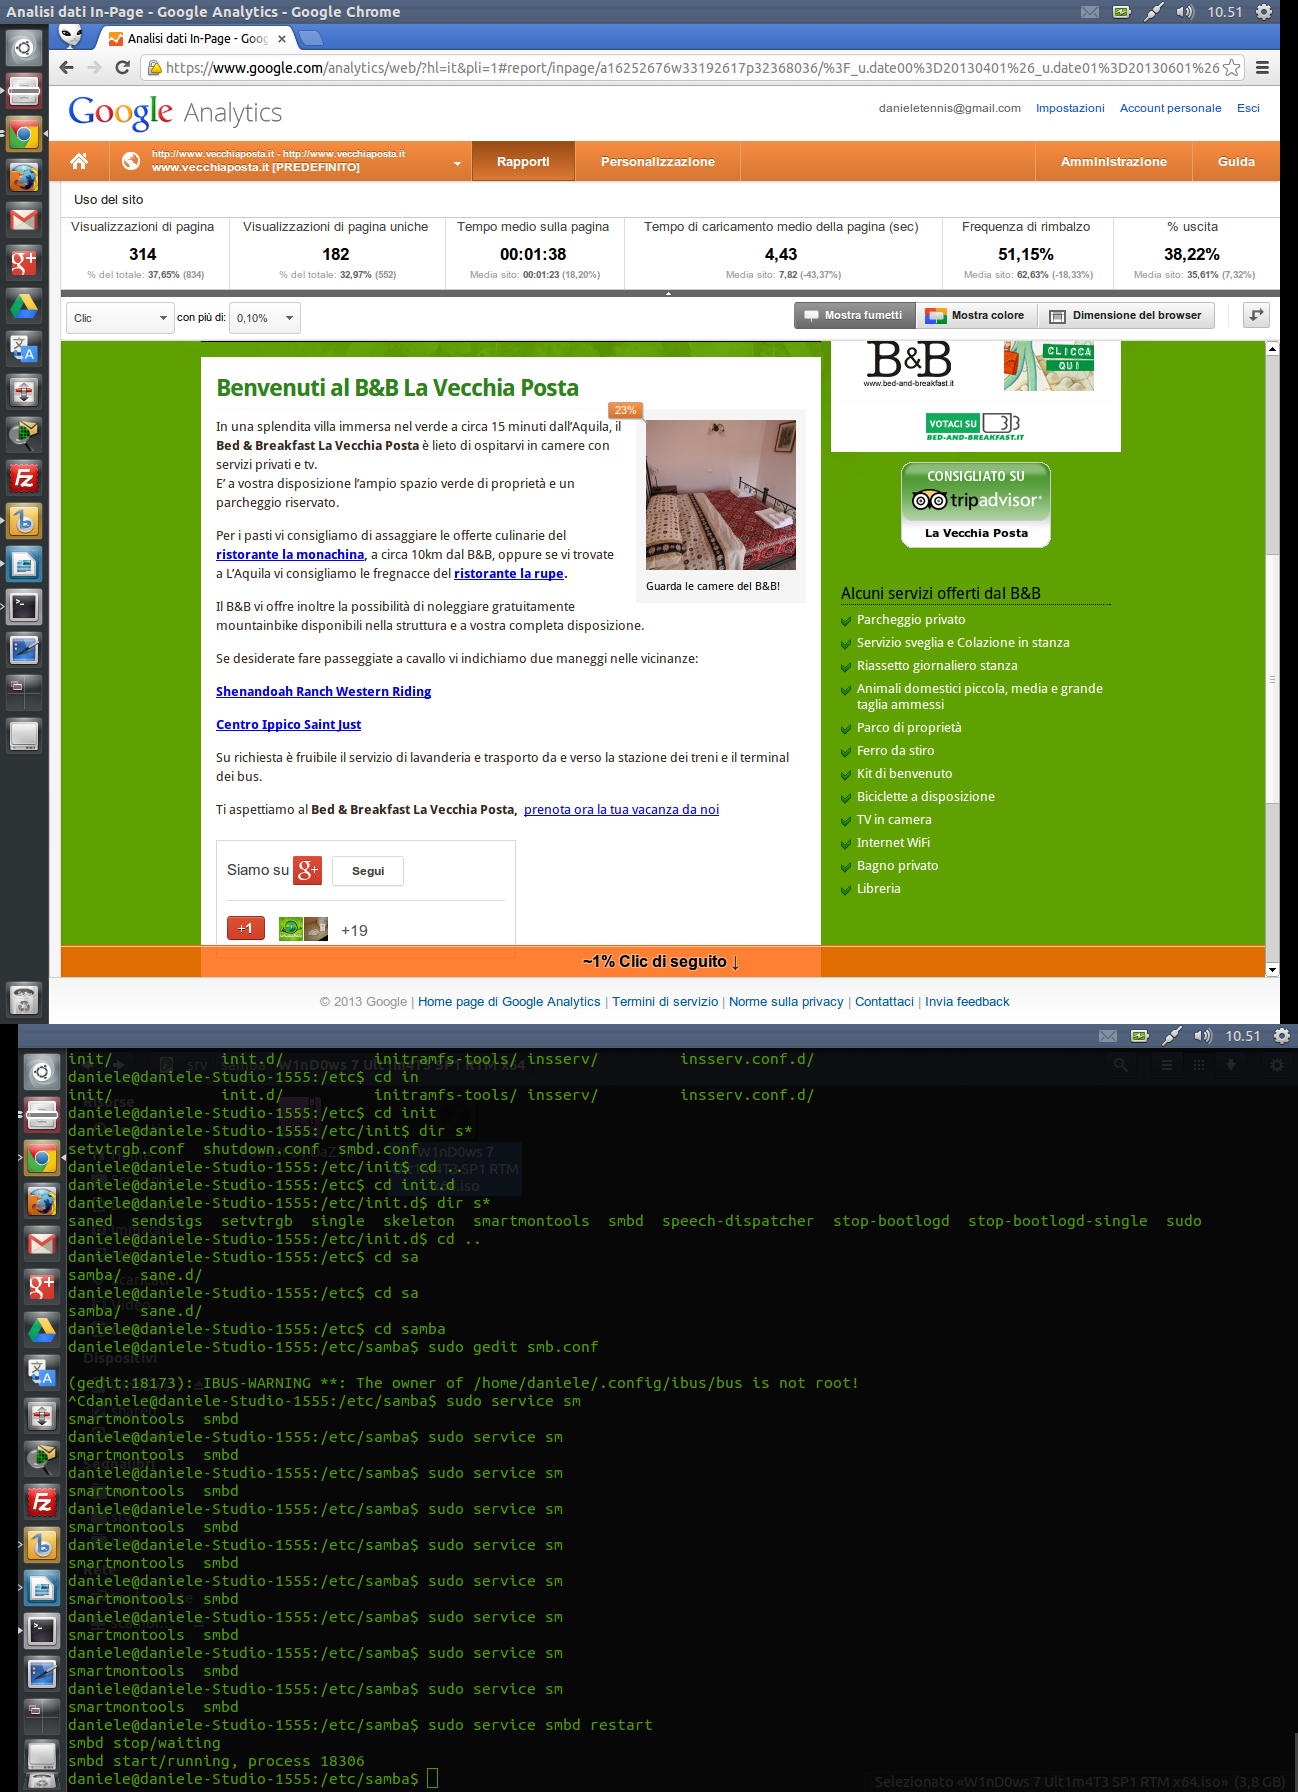 Analisi dati In-Page - Google Analytics - Google Chrome
10.51
Analisi dati In-Page - Goog
https://www.google.com/analytics/web/?hl=it&pli=1#report/inpage/a16252676w33192617p32368036/%3F_u.date00%3D20130401%26_u.date01%3D20130601%26
Google Analytics
danieletennis@gmail.com Impostazioni Account personale Esci
http://www.vecchiaposta.it - http://www.vecchiaposta.it
www.vecchiaposta.it [PREDEFINITO]
Rapporti Personalizzazione Amministrazione Guida
Uso del sito
Visualizzazioni di pagina Visualizzazioni di pagina uniche Tempo medio sulla pagina Tempo di caricamento medio della pagina (sec) Frequenza di rimbalzo % uscita
314 182 00:01:38 4,43 51,15% 38,22%
% del totale: 37,65% (834) % del totale: 32,97% (552) Media sito: 00:01:23 (18,20%) Media sito: 7,82 (-43,37%) Media sito: 62,63% (-18,33%) Media sito: 35,61% (7,32%)
Clic con più di: 0,10% Mostra fumetti Mostra colore Dimensione del browser
Benvenuti al B&B La Vecchia Posta
23%
In una splendita villa immersa nel verde a circa 15 minuti dall'Aquila, il
Bed & Breakfast La Vecchia Posta è lieto di ospitarvi in camere con
servizi privati e tv.
E' a vostra disposizione l'ampio spazio verde di proprietà e un
parcheggio riservato.
Per i pasti vi consigliamo di assaggiare le offerte culinarie del
ristorante la monachina, a circa 10km dal B&B, oppure se vi trovate
a L'Aquila vi consigliamo le fregnacce del ristorante la rupe.
Guarda le camere del B&B!
Il B&B vi offre inoltre la possibilità di noleggiare gratuitamente
mountainbike disponibili nella struttura e a vostra completa disposizione.
Se desiderate fare passeggiate a cavallo vi indichiamo due maneggi nelle vicinanze:
Shenandoah Ranch Western Riding
Centro Ippico Saint Just
Su richiesta è fruibile il servizio di lavanderia e trasporto da e verso la stazione dei treni e il terminal
dei bus.
Ti aspettiamo al Bed & Breakfast La Vecchia Posta, prenota ora la tua vacanza da noi
Siamo su g+ Segui
+1 +19
B&B
www.bed-and-breakfast.it
CLICCA
QUI
VOTACI SU
BED-AND-BREAKFAST.IT
CONSIGLIATO SU
tripadvisor
La Vecchia Posta
Alcuni servizi offerti dal B&B
Parcheggio privato
Servizio sveglia e Colazione in stanza
Riassetto giornaliero stanza
Animali domestici piccola, media e grande
taglia ammessi
Parco di proprietà
Ferro da stiro
Kit di benvenuto
Biciclette a disposizione
TV in camera
Internet WiFi
Bagno privato
Libreria
~1% Clic di seguito ↓
© 2013 Google | Home page di Google Analytics | Termini di servizio | Norme sulla privacy | Contattaci | Invia feedback
10.51
init/ init.d/ initramfs-tools/ insserv/ insserv.conf.d/
daniele@daniele-Studio-1555:/etc$ cd in
init/ init.d/ initramfs-tools/ insserv/ insserv.conf.d/
daniele@daniele-Studio-1555:/etc$ cd init
daniele@daniele-Studio-1555:/etc/init$ dir s*
setvtrgb.conf shutdown.conf smbd.conf
daniele@daniele-Studio-1555:/etc/init$ cd ..
daniele@daniele-Studio-1555:/etc$ cd init.d
daniele@daniele-Studio-1555:/etc/init.d$ dir s*
saned sendsigs setvtrgb single skeleton smartmontools smbd speech-dispatcher stop-bootlogd stop-bootlogd-single sudo
daniele@daniele-Studio-1555:/etc/init.d$ cd ..
daniele@daniele-Studio-1555:/etc$ cd sa
samba/ sane.d/
daniele@daniele-Studio-1555:/etc$ cd sa
samba/ sane.d/
daniele@daniele-Studio-1555:/etc$ cd samba
daniele@daniele-Studio-1555:/etc/samba$ sudo gedit smb.conf
(gedit:18173): IBUS-WARNING **: The owner of /home/daniele/.config/ibus/bus is not root!
^Cdaniele@daniele-Studio-1555:/etc/samba$ sudo service sm
smartmontools smbd
daniele@daniele-Studio-1555:/etc/samba$ sudo service sm
smartmontools smbd
daniele@daniele-Studio-1555:/etc/samba$ sudo service sm
smartmontools smbd
daniele@daniele-Studio-1555:/etc/samba$ sudo service sm
smartmontools smbd
daniele@daniele-Studio-1555:/etc/samba$ sudo service sm
smartmontools smbd
daniele@daniele-Studio-1555:/etc/samba$ sudo service sm
smartmontools smbd
daniele@daniele-Studio-1555:/etc/samba$ sudo service sm
smartmontools smbd
daniele@daniele-Studio-1555:/etc/samba$ sudo service sm
smartmontools smbd
daniele@daniele-Studio-1555:/etc/samba$ sudo service sm
smartmontools smbd
daniele@daniele-Studio-1555:/etc/samba$ sudo service smbd restart
smbd stop/waiting
smbd start/running, process 18306
daniele@daniele-Studio-1555:/etc/samba$
Selezionato «W1nD0ws 7 Ult1m4T3 SP1 RTM x64.iso» (3,8 GB)